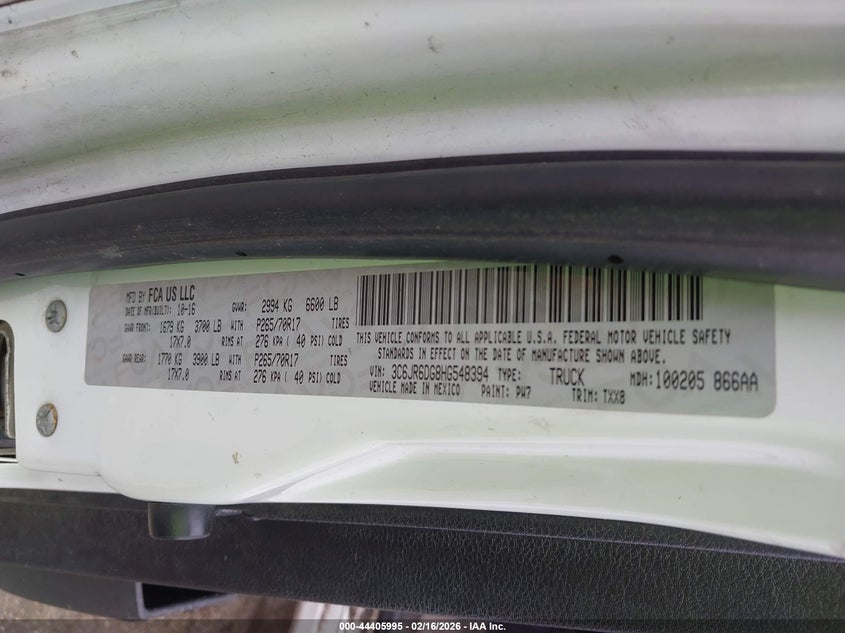 MFD BY FCA US LLC
DATE OF MFR(BUILT): 10-16 GVWR: 2994 KG 6600 LB
GAWR FRONT: 1679 KG 3700 LB WITH P265/70R17 TIRES
17X7.0 RIMS AT 276 KPA ( 40 PSI) COLD
GAWR REAR: 1770 KG 3900 LB WITH P265/70R17 TIRES
17X7.0 RIMS AT 276 KPA ( 40 PSI) COLD
THIS VEHICLE CONFORMS TO ALL APPLICABLE U.S.A. FEDERAL MOTOR VEHICLE SAFETY
STANDARDS IN EFFECT ON THE DATE OF MANUFACTURE SHOWN ABOVE.
VIN: 3C6JR6DG8HG548394 TYPE: TRUCK MDH:100205 866AA
VEHICLE MADE IN MEXICO PAINT: PW7 TRIM: TXX8
000-44405995 - 02/16/2026 - IAA Inc.